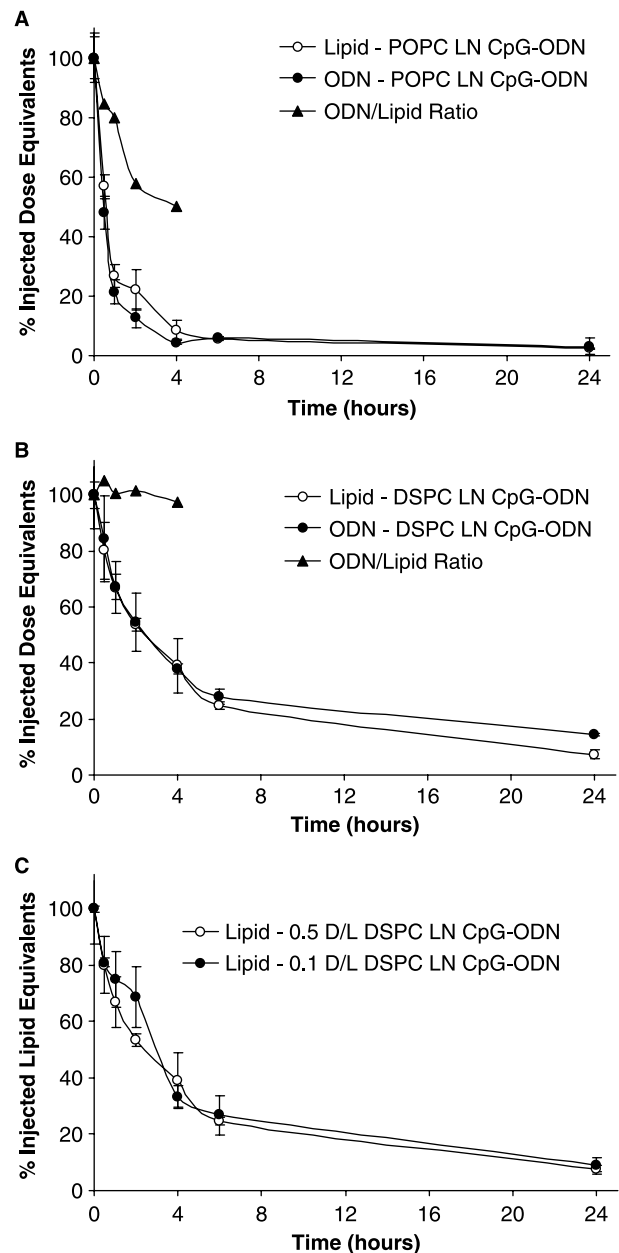 A
Lipid - POPC LN CpG-ODN
ODN - POPC LN CpG-ODN
ODN/Lipid Ratio
% Injected Dose Equivalents
100
80
60
40
20
0
0 4 8 12 16 20 24
Time (hours)
B
Lipid - DSPC LN CpG-ODN
ODN - DSPC LN CpG-ODN
ODN/Lipid Ratio
% Injected Dose Equivalents
100
80
60
40
20
0
0 4 8 12 16 20 24
Time (hours)
C
Lipid - 0.5 D/L DSPC LN CpG-ODN
Lipid - 0.1 D/L DSPC LN CpG-ODN
% Injected Lipid Equivalents
100
80
60
40
20
0
0 4 8 12 16 20 24
Time (hours)